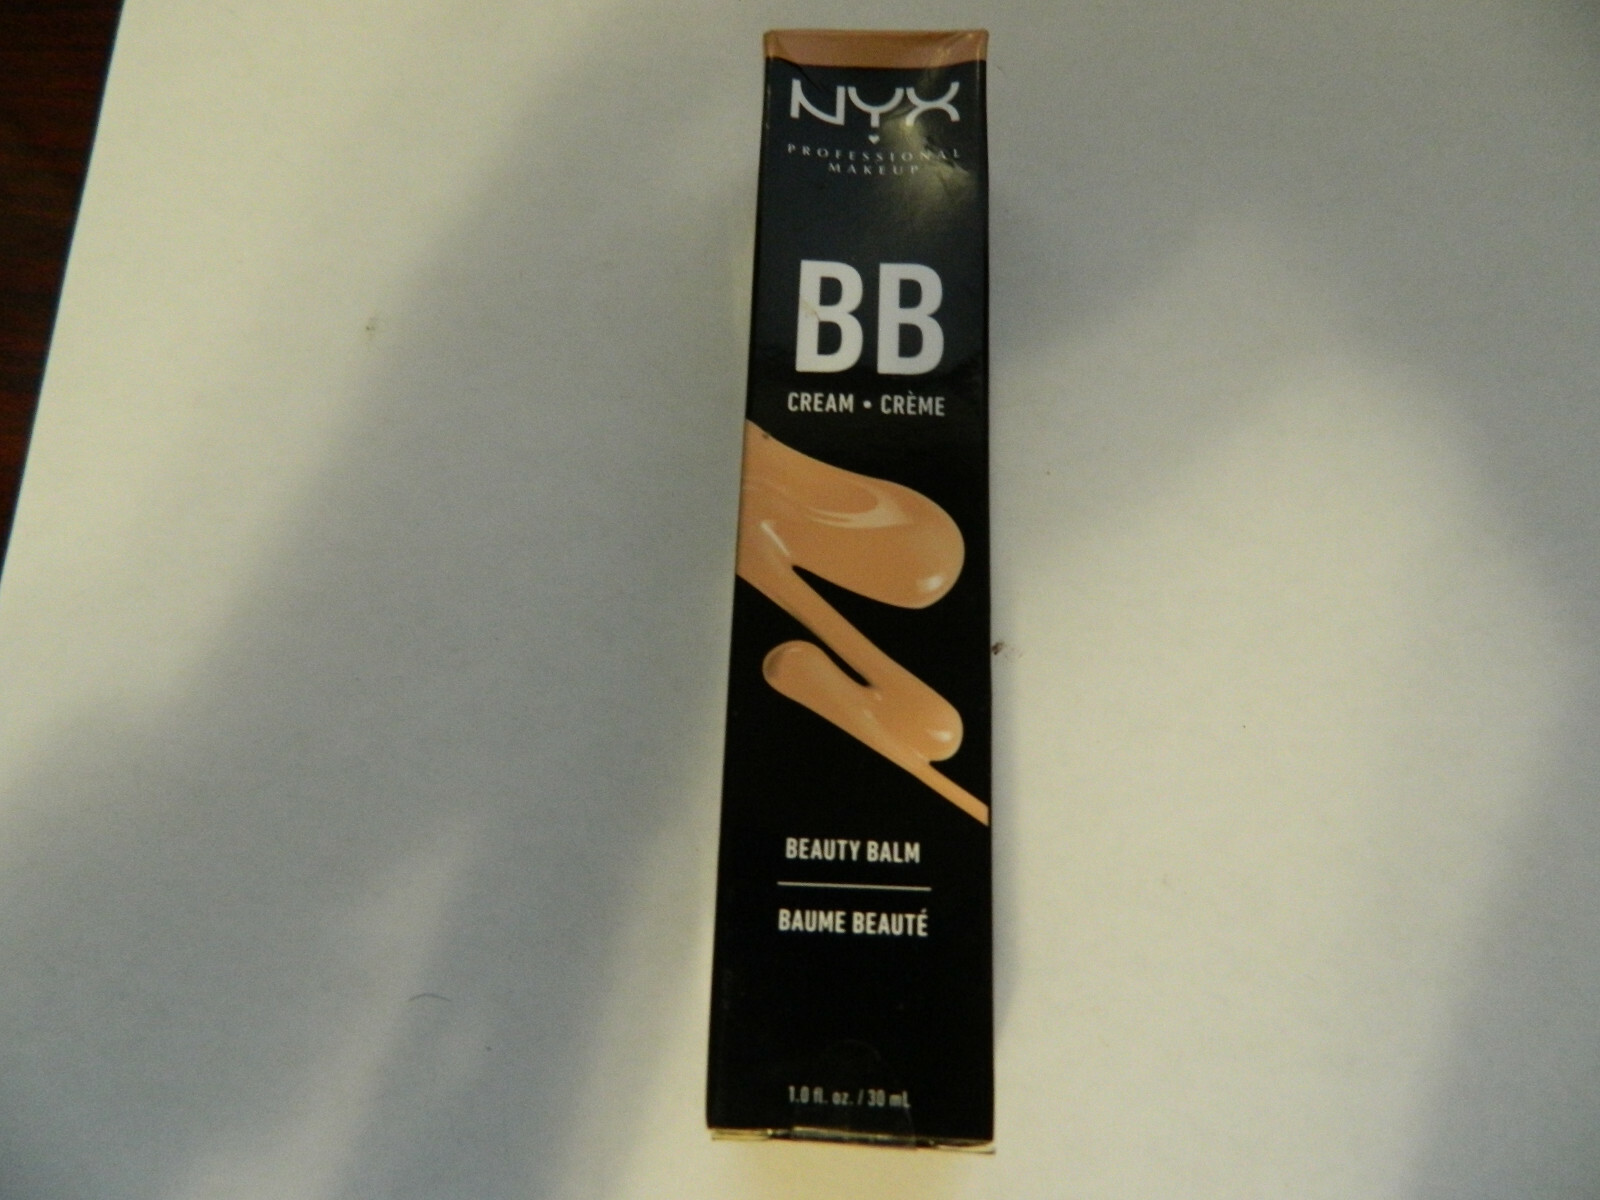 NYX
PROFESSIONAL
MAKEUP
BB
CREAM • CRÈME
BEAUTY BALM
BAUME BEAUTÉ
1.0 fl. oz. / 30 mL